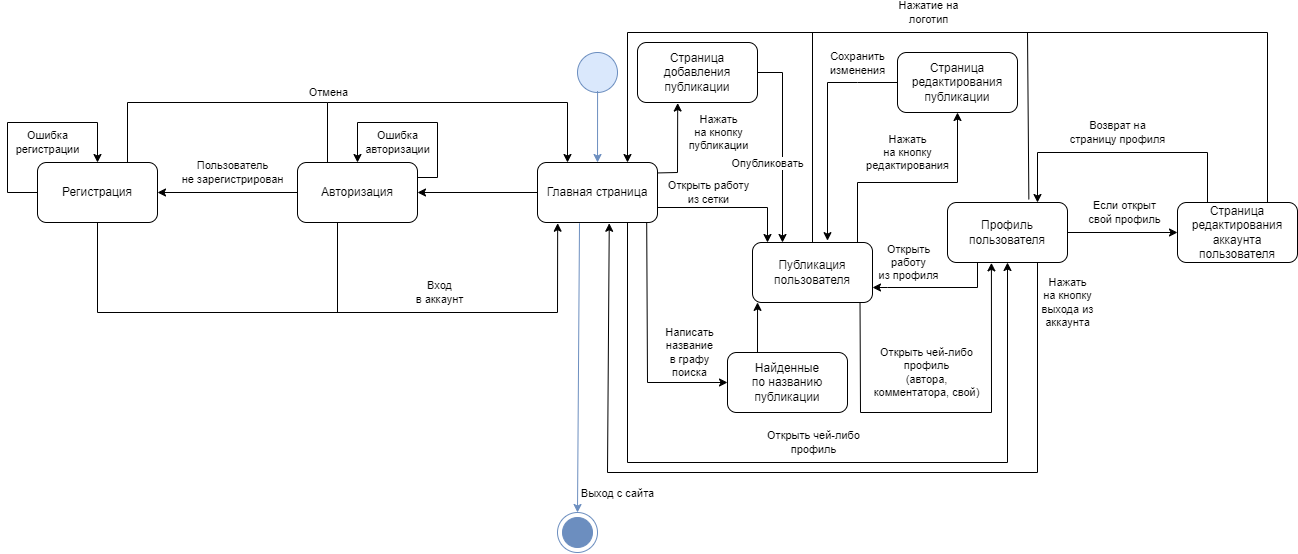 Нажатие на
логотип
Страница
добавления
публикации
Сохранить
изменения
Страница
редактирования
публикации
Отмена
Ошибка
регистрации
Ошибка
авторизации
Нажать
на кнопку
публикации
Нажать
на кнопку
редактирования
Возврат на
страницу профиля
Пользователь
не зарегистрирован
Опубликовать
Регистрация
Авторизация
Главная страница
Открыть работу
из сетки
Если открыт
свой профиль
Профиль
пользователя
Страница
редактирования
аккаунта
пользователя
Публикация
пользователя
Открыть
работу
из профиля
Вход
в аккаунт
Нажать
на кнопку
выхода из
аккаунта
Написать
название
в графу
поиска
Найденные
по названию
публикации
Открыть чей-либо
профиль
(автора,
комментатора, свой)
Открыть чей-либо
профиль
Выход с сайта